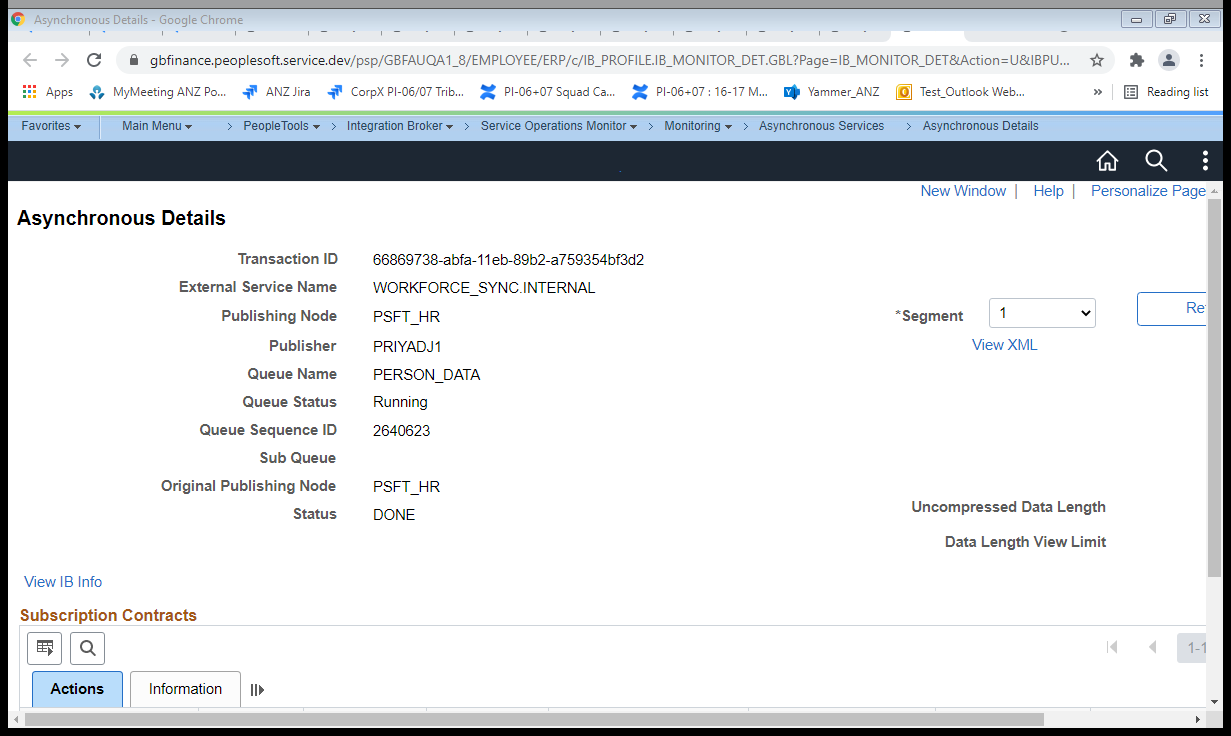 Asynchronous Details - Google Chrome
gbfinance.peoplesoft.service.dev/psp/GBFAUQA1_8/EMPLOYEE/ERP/c/IB_PROFILE.IB_MONITOR_DET.GBL?Page=IB_MONITOR_DET&Action=U&IBPU...
Apps MyMeeting ANZ Po... ANZ Jira CorpX PI-06/07 Trib... PI-06+07 Squad Ca... PI-06+07 : 16-17 M... Yammer_ANZ Test_Outlook Web... » Reading list
Favorites Main Menu > PeopleTools > Integration Broker > Service Operations Monitor > Monitoring > Asynchronous Services > Asynchronous Details
New Window | Help | Personalize Page
Asynchronous Details
Transaction ID 66869738-abfa-11eb-89b2-a759354bf3d2
External Service Name WORKFORCE_SYNC.INTERNAL
Publishing Node PSFT_HR *Segment 1 Re
Publisher PRIYADJ1 View XML
Queue Name PERSON_DATA
Queue Status Running
Queue Sequence ID 2640623
Sub Queue
Original Publishing Node PSFT_HR
Status DONE Uncompressed Data Length
Data Length View Limit
View IB Info
Subscription Contracts
1-1
Actions Information